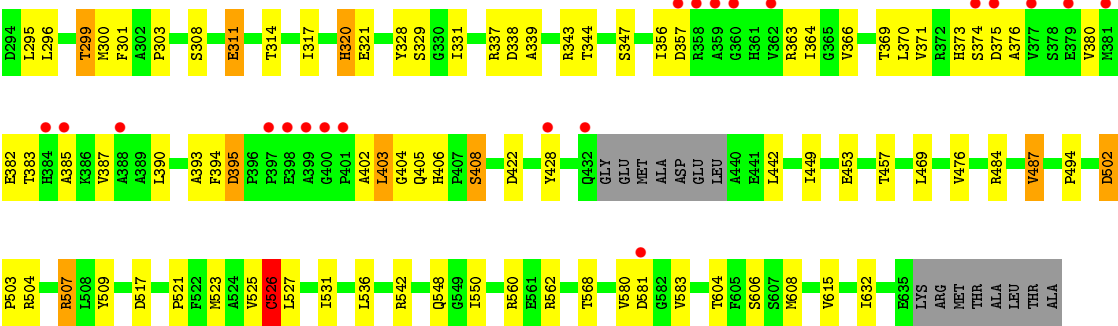 D294 L295 L296 T299 M300 F301 A302 P303 S308 E311 T314 I317 H320 E321 Y328 S329 G330 I331 R337 D338 A339 R343 T344 S347 I356 D357 R358 A359 G360 H361 V362 R363 I364 G365 V366 T369 L370 V371 R372 H373 S374 D375 A376 V377 S378 E379 V380 M381
E382 T383 H384 A385 K386 V387 A388 A389 L390 A393 F394 D395 P396 P397 E398 A399 G400 P401 A402 L403 G404 Q405 H406 P407 S408 D422 Y428 Q432 GLY GLU MET ALA ASP GLU LEU A440 E441 L442 I449 E453 T457 L469 V476 R484 V487 P494 D502
P503 R504 R507 L508 Y509 D517 P521 F522 M523 A524 V525 C526 L527 I531 L536 R542 Q548 G549 I550 R560 E561 R562 T568 V580 D581 G582 V583 T604 F605 S606 S607 M608 V615 I632 E635 LYS ARG MET THR ALA LEU THR ALA